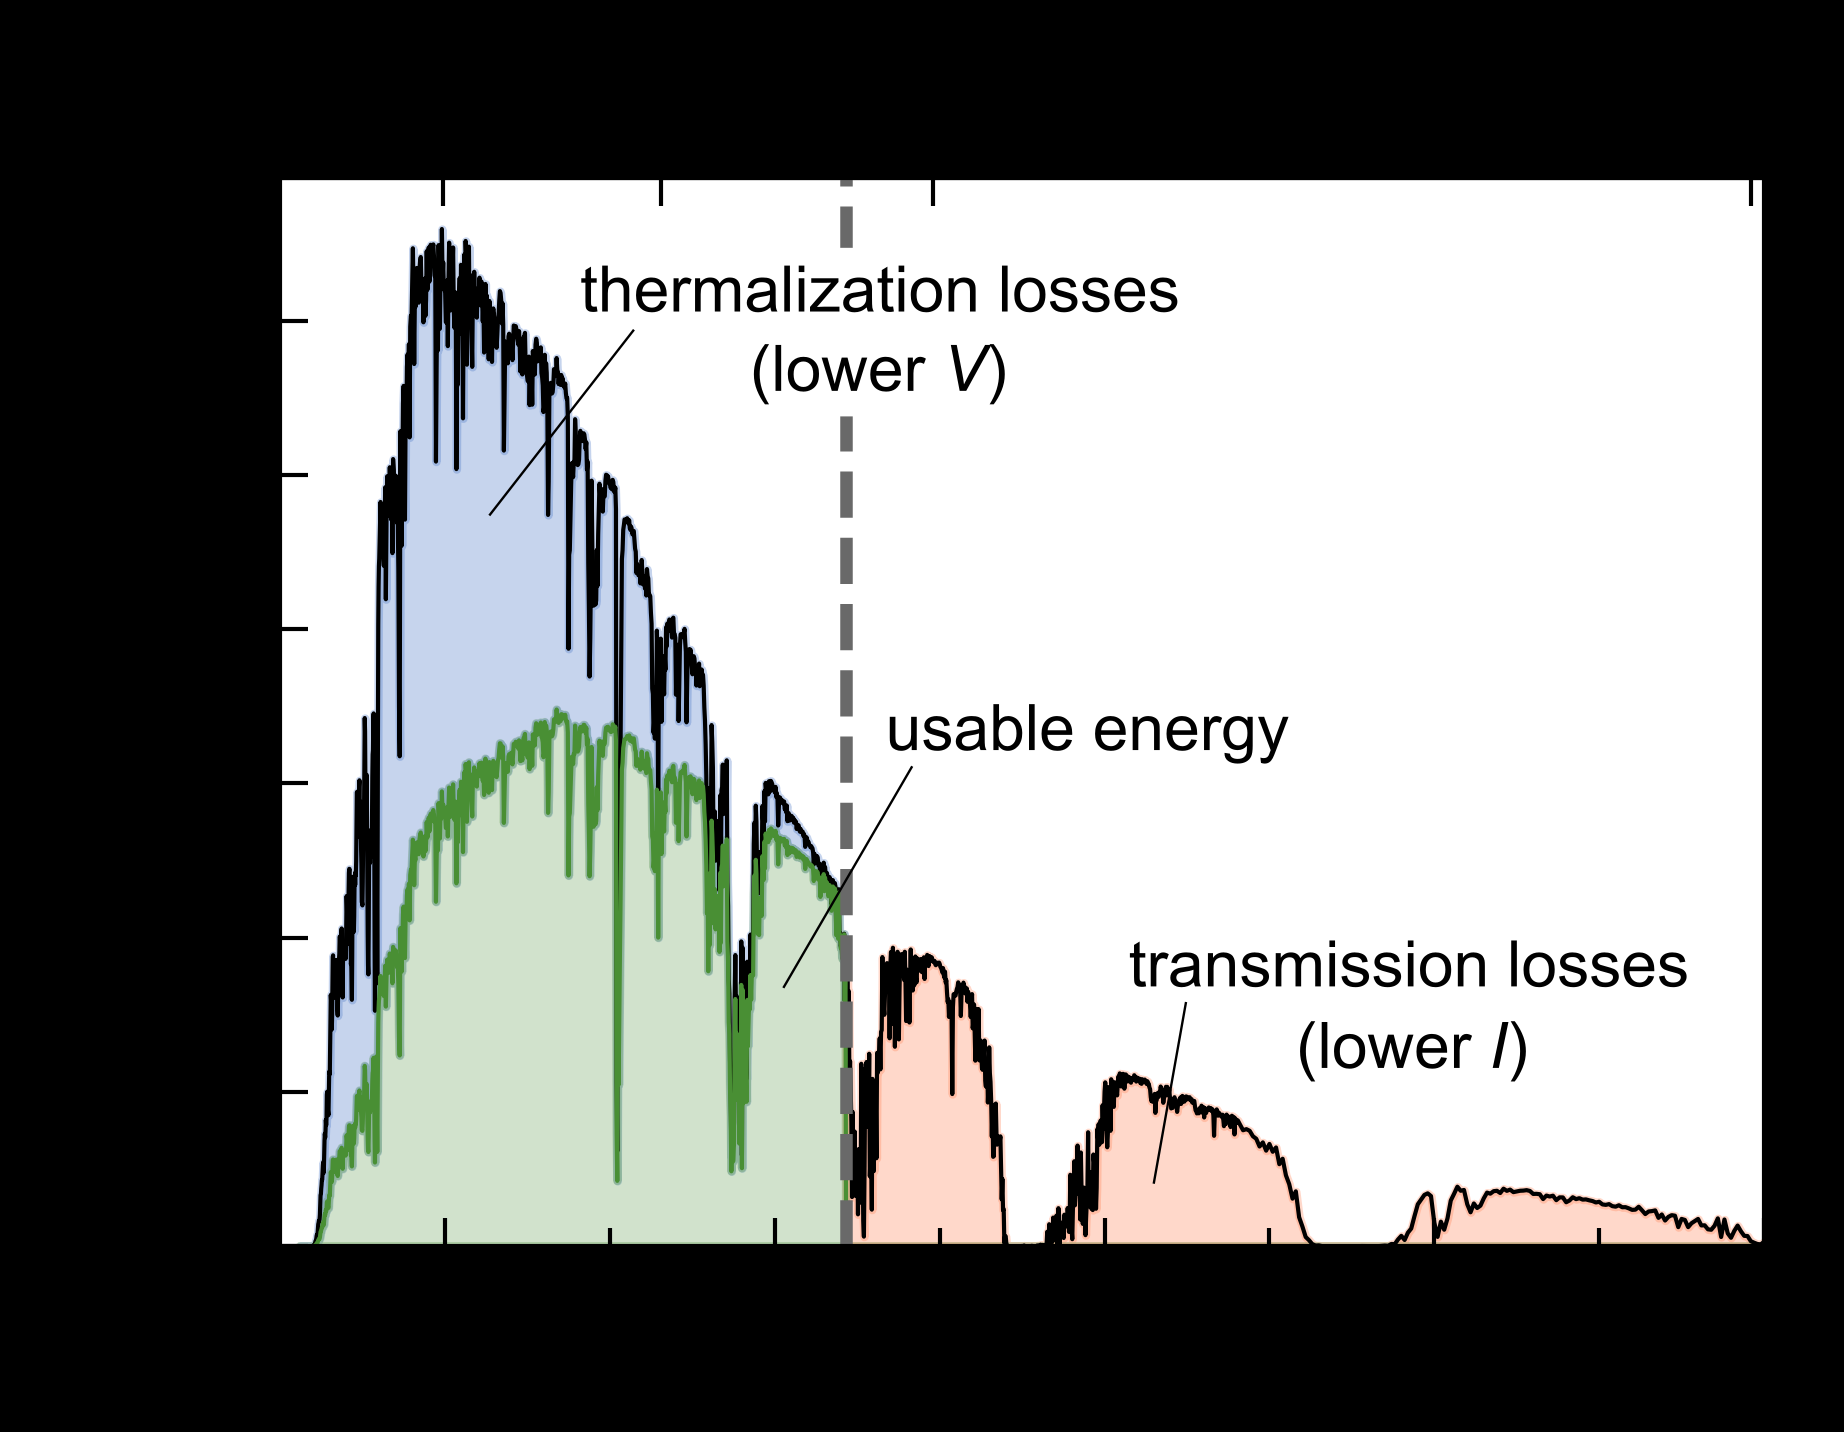 thermalization losses
(lower V)
usable energy
transmission losses
(lower I)